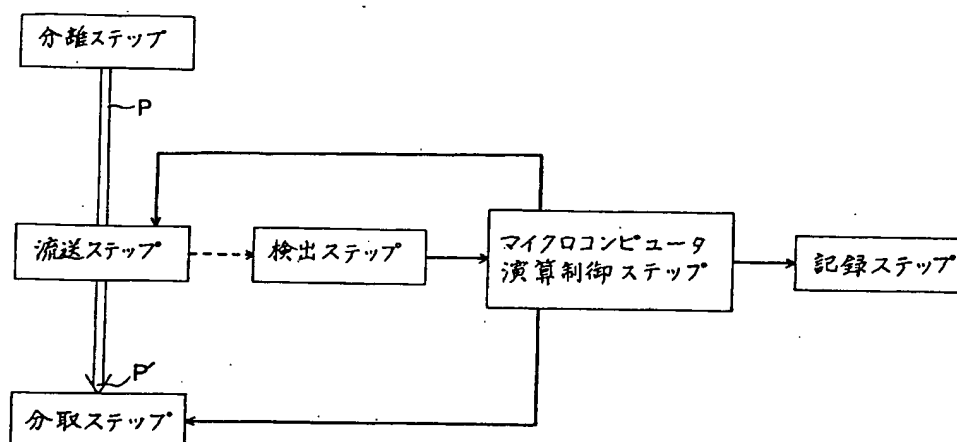 分離ステップ
P
流送ステップ
検出ステップ
マイクロコンピュータ
演算制御ステップ
記録ステップ
P'
分取ステップ